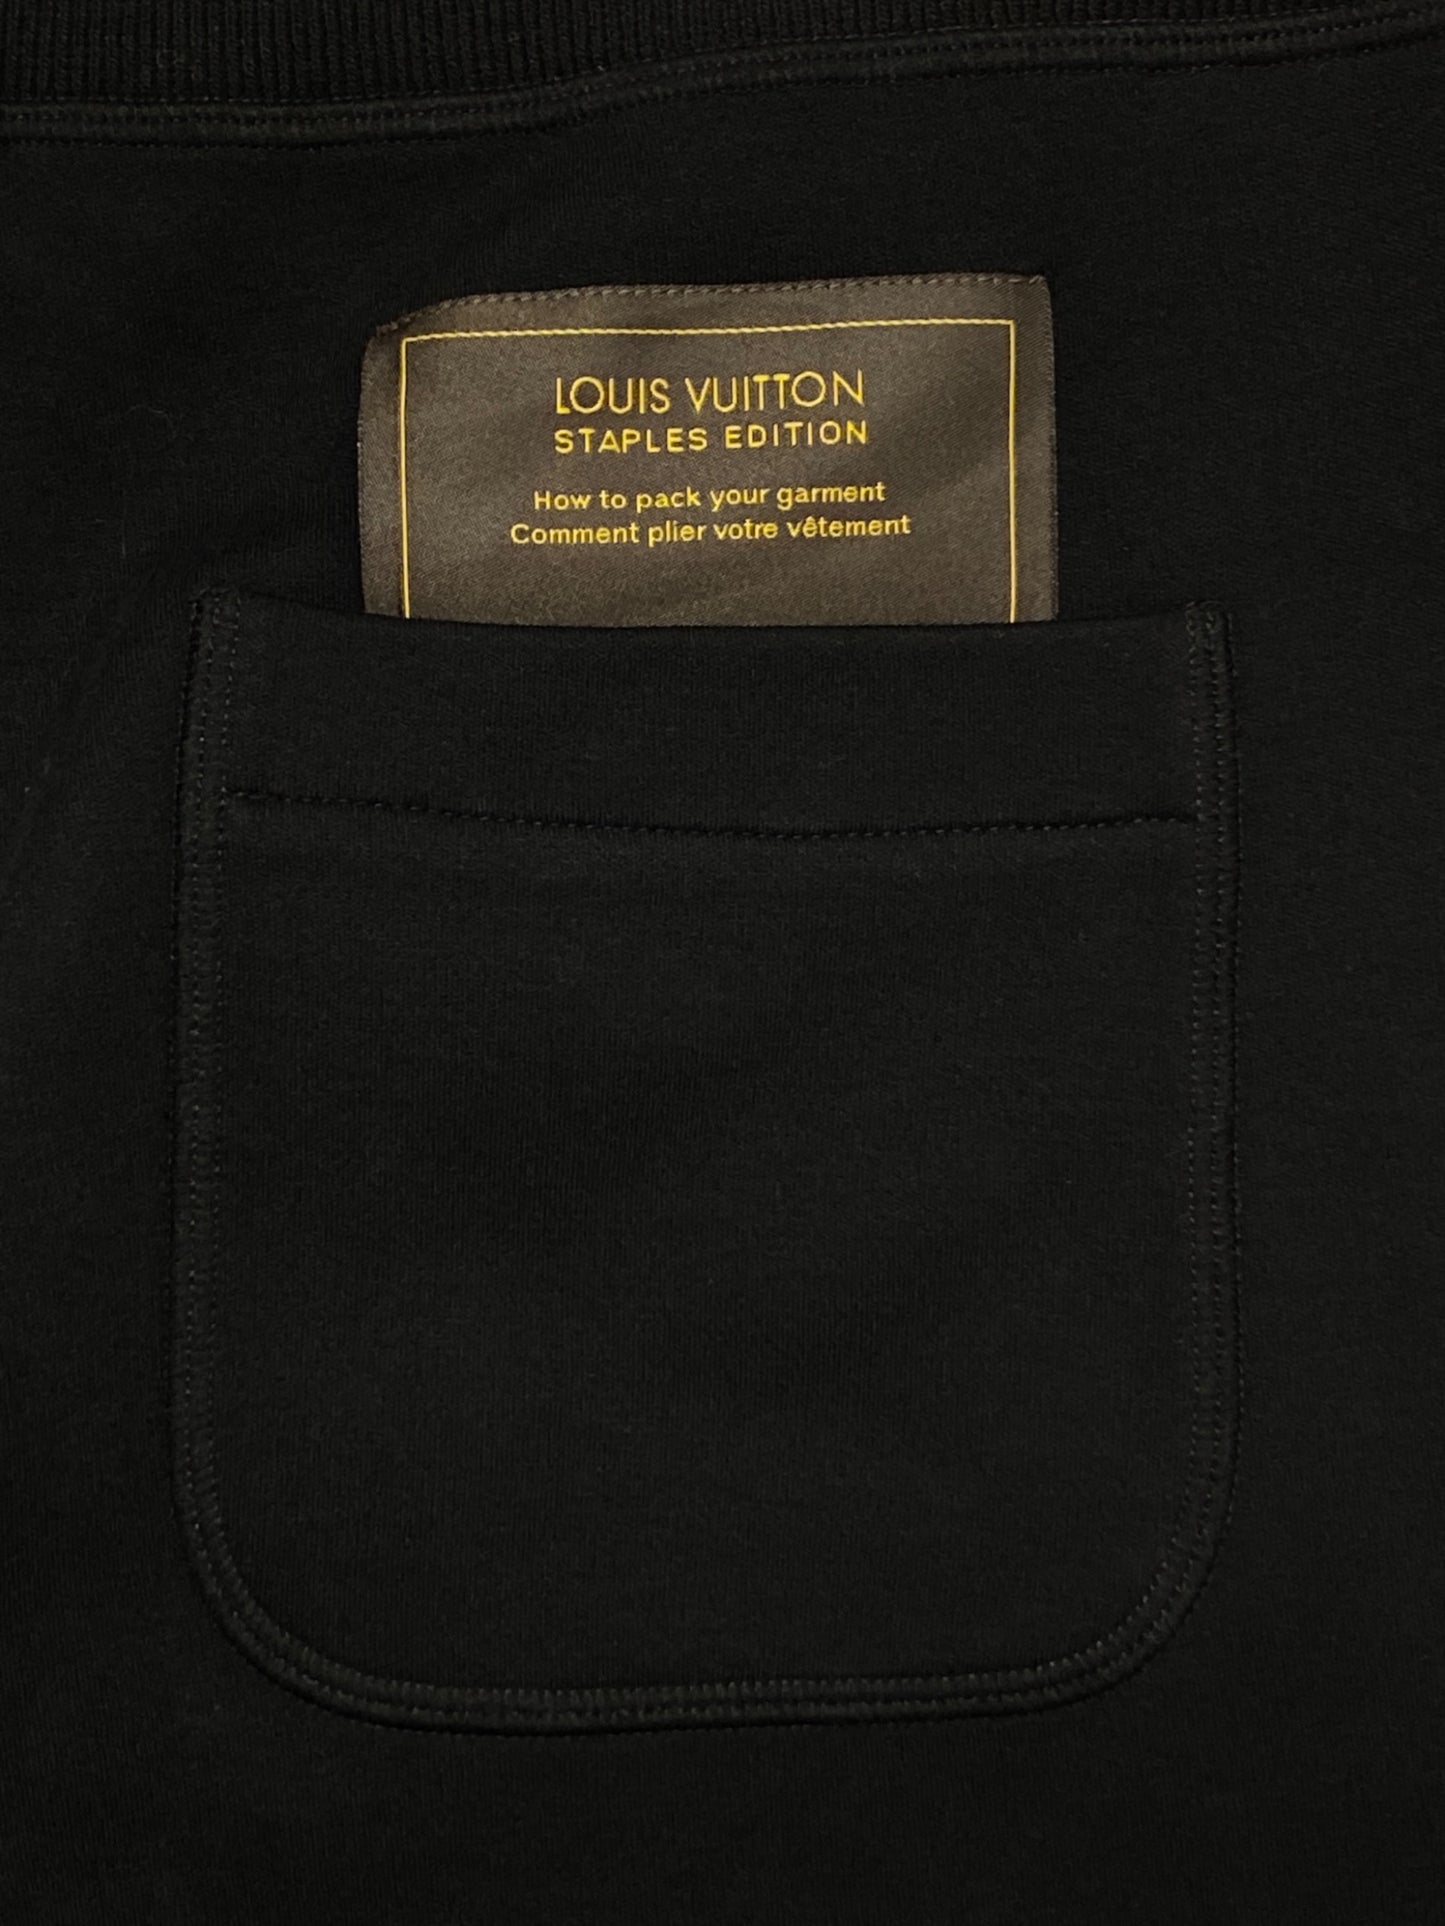 LOUIS VUITTON
STAPLES EDITION
How to pack your garment
Comment plier votre vêtement